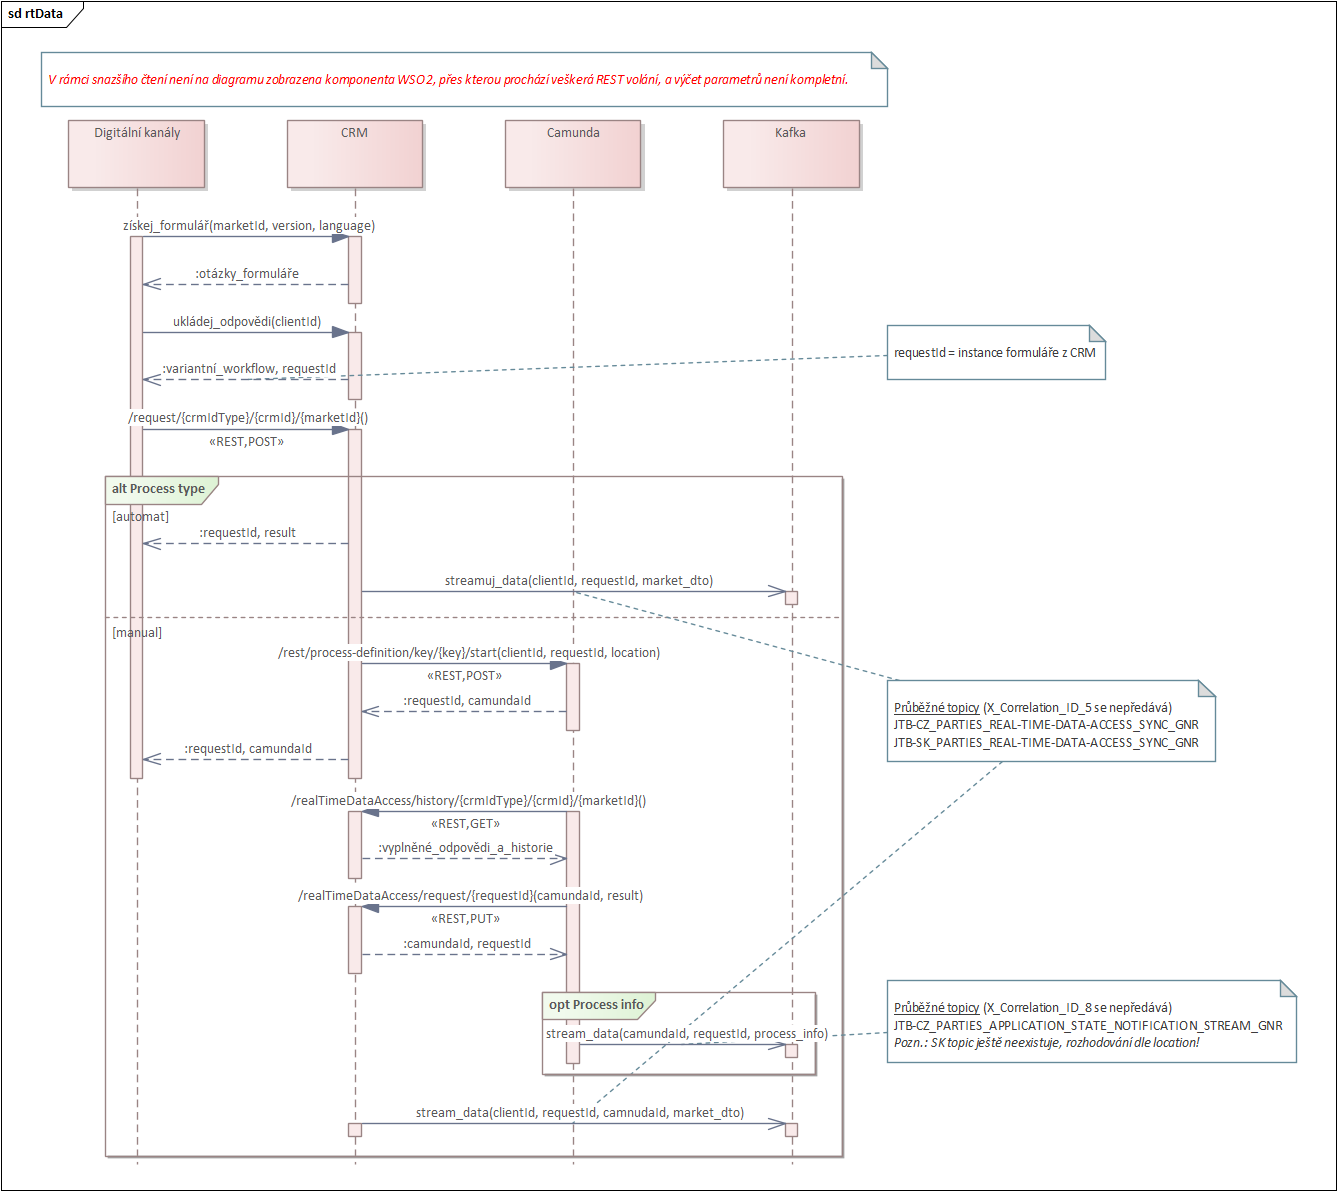 sd rtData
V rámci snazšího čtení není na diagramu zobrazena komponenta WSO2, přes kterou prochází veškerá REST volání, a výčet parametrů není kompletní.
Digitální kanály
CRM
Camunda
Kafka
získej_formulář(marketId, version, language)
:otázky_formuláře
ukládej_odpovědi(clientId)
:variantní_workflow, requestId
requestId = instance formuláře z CRM
/request/{crmIdType}/{crmId}/{marketId}()
«REST,POST»
alt Process type
[automat]
:requestId, result
streamuj_data(clientId, requestId, market_dto)
[manual]
/rest/process-definition/key/{key}/start(clientId, requestId, location)
«REST,POST»
:requestId, camundaId
Průběžné topicy (X_Correlation_ID_5 se nepředává)
JTB-CZ_PARTIES_REAL-TIME-DATA-ACCESS_SYNC_GNR
JTB-SK_PARTIES_REAL-TIME-DATA-ACCESS_SYNC_GNR
:requestId, camundaId
/realTimeDataAccess/history/{crmIdType}/{crmId}/{marketId}()
«REST,GET»
:vyplněné_odpovědi_a_historie
/realTimeDataAccess/request/{requestId}(camundaId, result)
«REST,PUT»
:camundaId, requestId
opt Process info
stream_data(camundaId, requestId, process_info)
Průběžné topicy (X_Correlation_ID_8 se nepředává)
JTB-CZ_PARTIES_APPLICATION_STATE_NOTIFICATION_STREAM_GNR
Pozn.: SK topic ještě neexistuje, rozhodování dle location!
stream_data(clientId, requestId, camnudaId, market_dto)